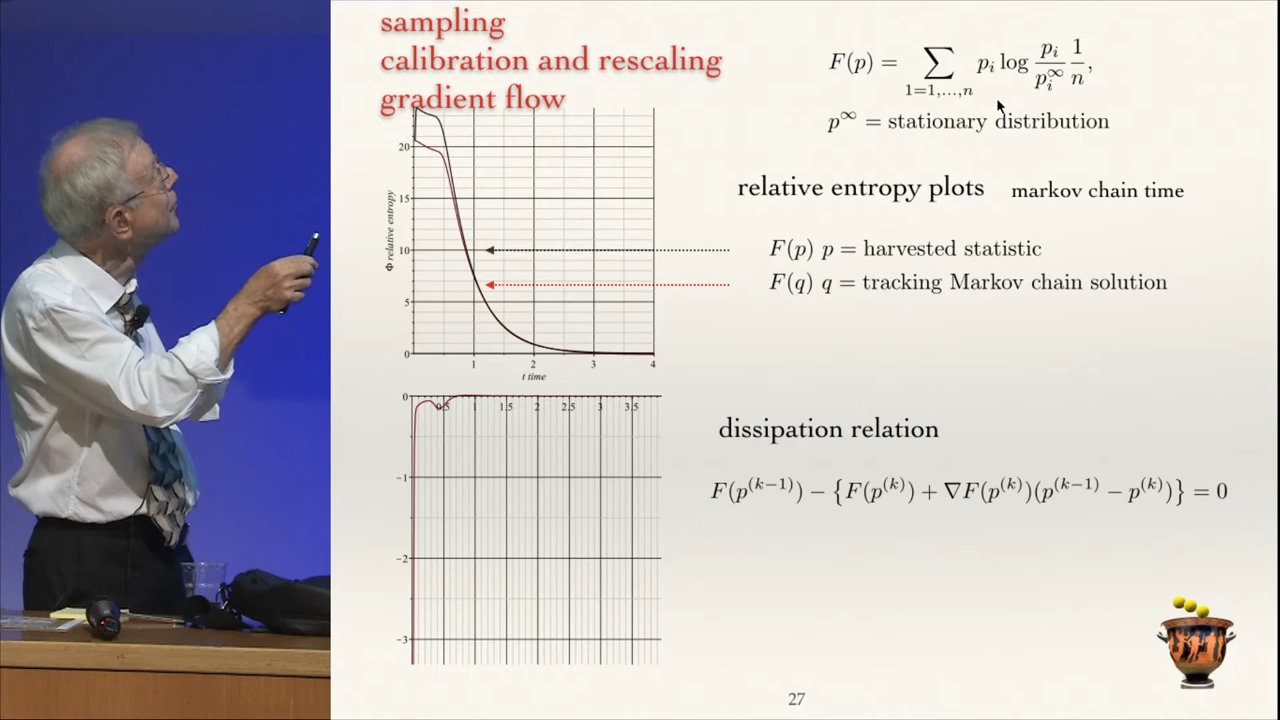 sampling
calibration and rescaling
gradient flow
F(p) = ∑ p_i log p_i/p_i^∞ 1/n,
1=1,...,n
p^∞ = stationary distribution
relative entropy plots markov chain time
F(p) p = harvested statistic
F(q) q = tracking Markov chain solution
Φ relative entropy
20
15
10
5
0
1 2 3 4
t time
0
0.5 1 1.5 2 2.5 3 3.5
−1
−2
−3
dissipation relation
F(p^(k−1)) − {F(p^(k)) + ∇F(p^(k))(p^(k−1) − p^(k))} = 0
27